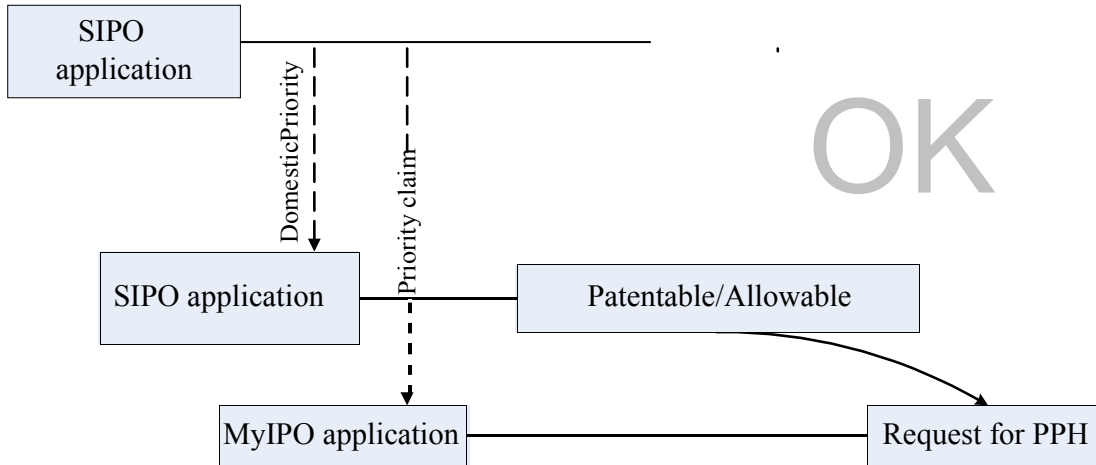 SIPO
application
OK
DomesticPriority
Priority claim
SIPO application
Patentable/Allowable
MyIPO application
Request for PPH